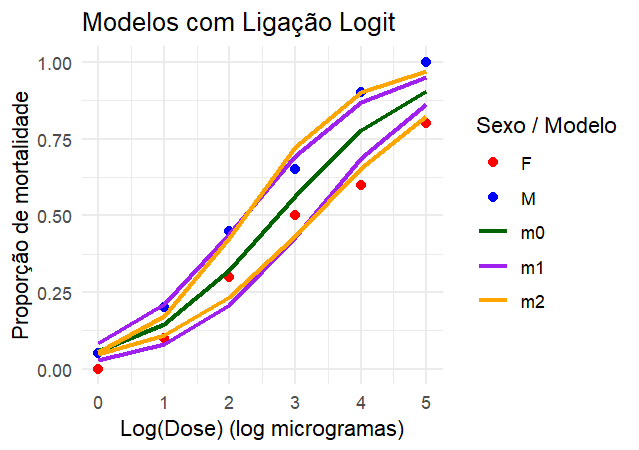 Modelos com Ligação Logit
Proporção de mortalidade
1.00
0.75
0.50
0.25
0.00
0 1 2 3 4 5
Log(Dose) (log microgramas)
Sexo / Modelo
F
M
m0
m1
m2